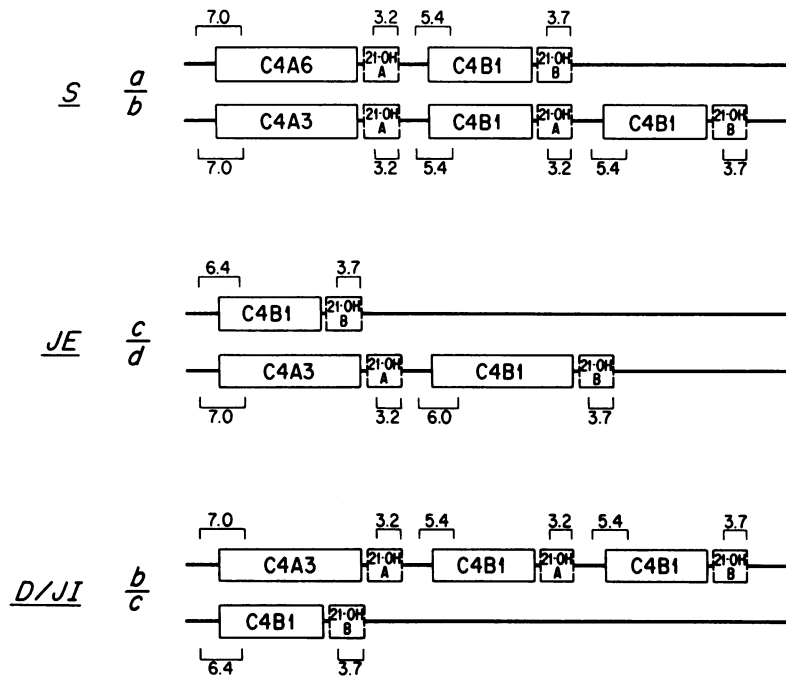 7.0 3.2 5.4 3.7
S a C4A6 21-OH A C4B1 21-OH B
b C4A3 21-OH A C4B1 21-OH A C4B1 21-OH B
7.0 3.2 5.4 3.2 5.4 3.7
6.4 3.7
JE c C4B1 21-OH B
d C4A3 21-OH A C4B1 21-OH B
7.0 3.2 6.0 3.7
7.0 3.2 5.4 3.2 5.4 3.7
D/JI b C4A3 21-OH A C4B1 21-OH A C4B1 21-OH B
c C4B1 21-OH B
6.4 3.7